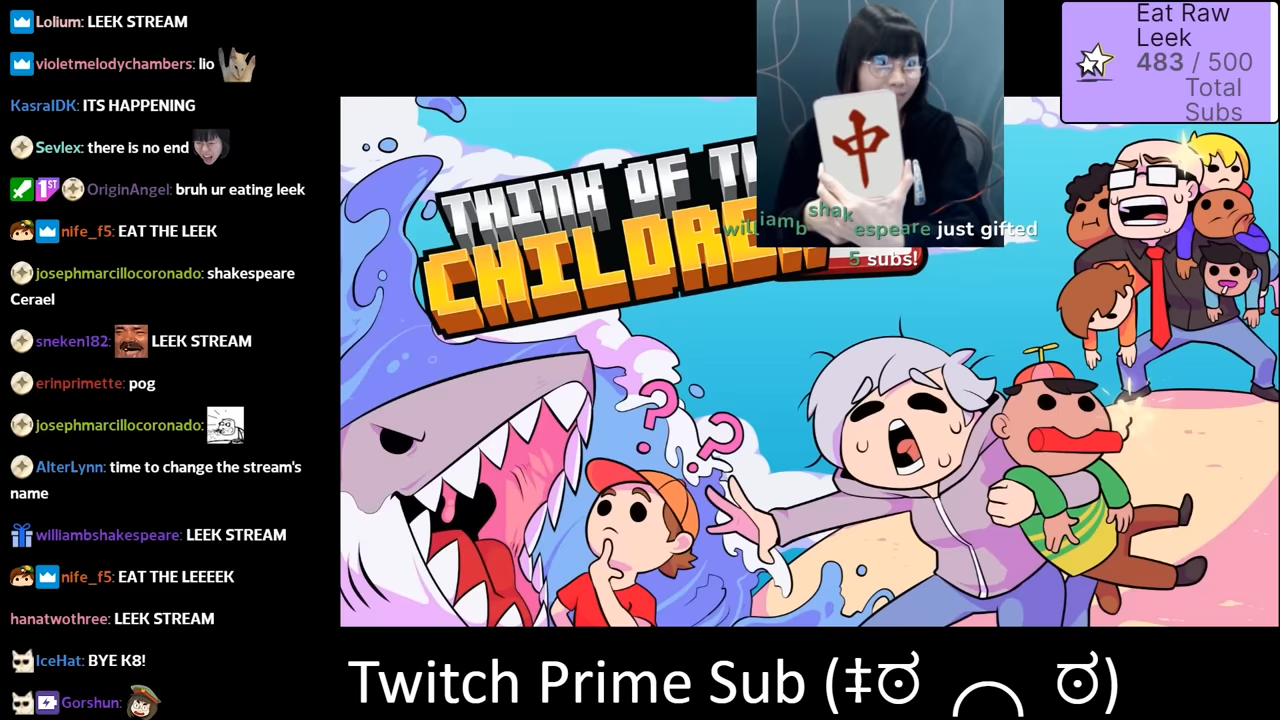 Lolium: LEEK STREAM
violetmelodychambers: lio
KasraIDK: ITS HAPPENING
Sevlex: there is no end
1ST OriginAngel: bruh ur eating leek
nife_f5: EAT THE LEEK
josephmarcillocoronado: shakespeare
Cerael
sneken182: LEEK STREAM
erinprimette: pog
josephmarcillocoronado:
AlterLynn: time to change the stream's
name
williambshakespeare: LEEK STREAM
nife_f5: EAT THE LEEEEK
hanatwothree: LEEK STREAM
IceHat: BYE K8!
Gorshun:
THINK OF
CHILDREN
中
williambshakespeare just gifted
5 subs!
Eat Raw
Leek
483 / 500
Total
Subs
? ?
Twitch Prime Sub (‡ಠ ⁔ ಠ)